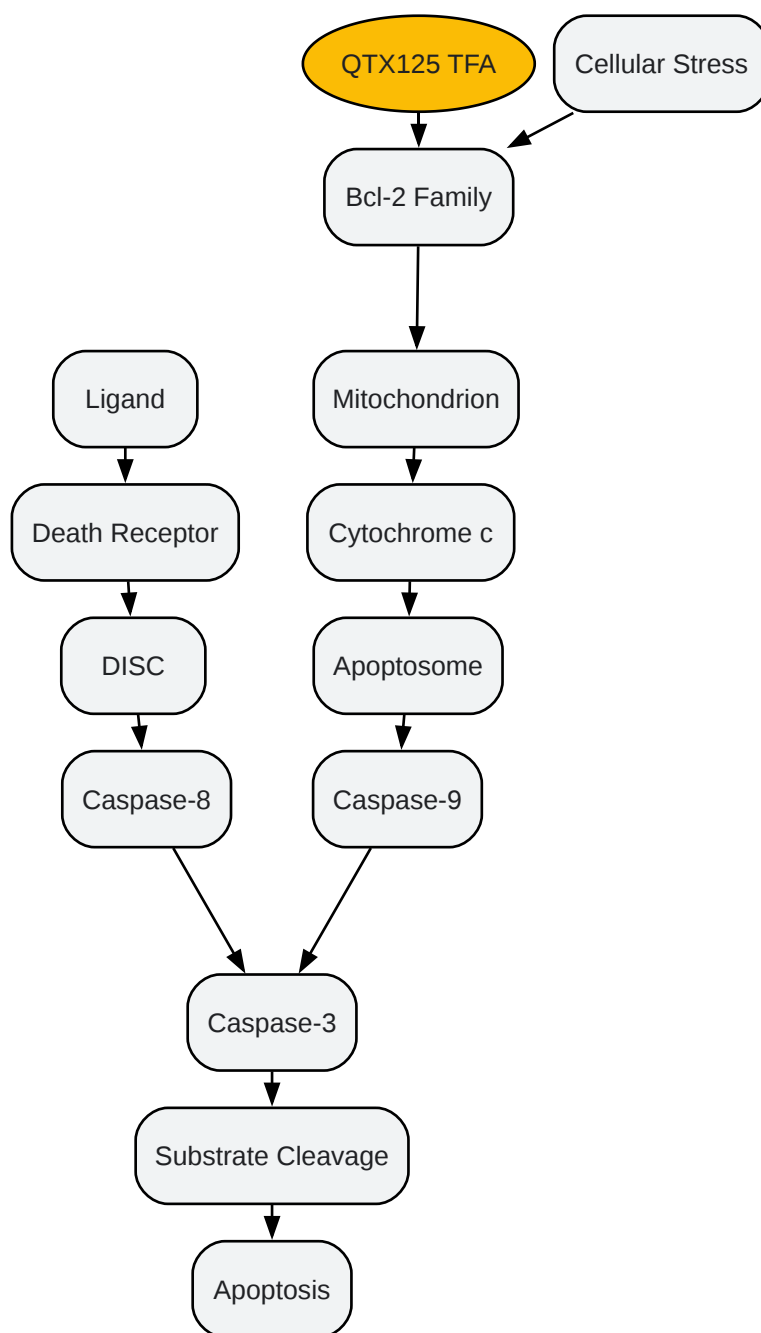 QTX125 TFA
Cellular Stress
Bcl-2 Family
Ligand
Mitochondrion
Death Receptor
Cytochrome c
DISC
Apoptosome
Caspase-8
Caspase-9
Caspase-3
Substrate Cleavage
Apoptosis